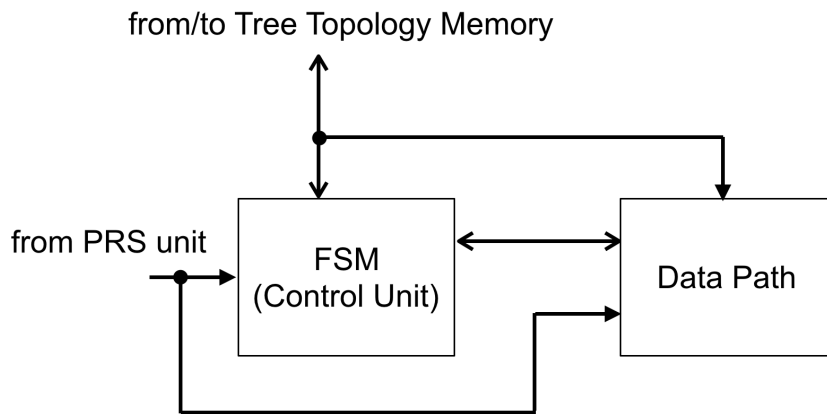 from/to Tree Topology Memory
from PRS unit
FSM
(Control Unit)
Data Path